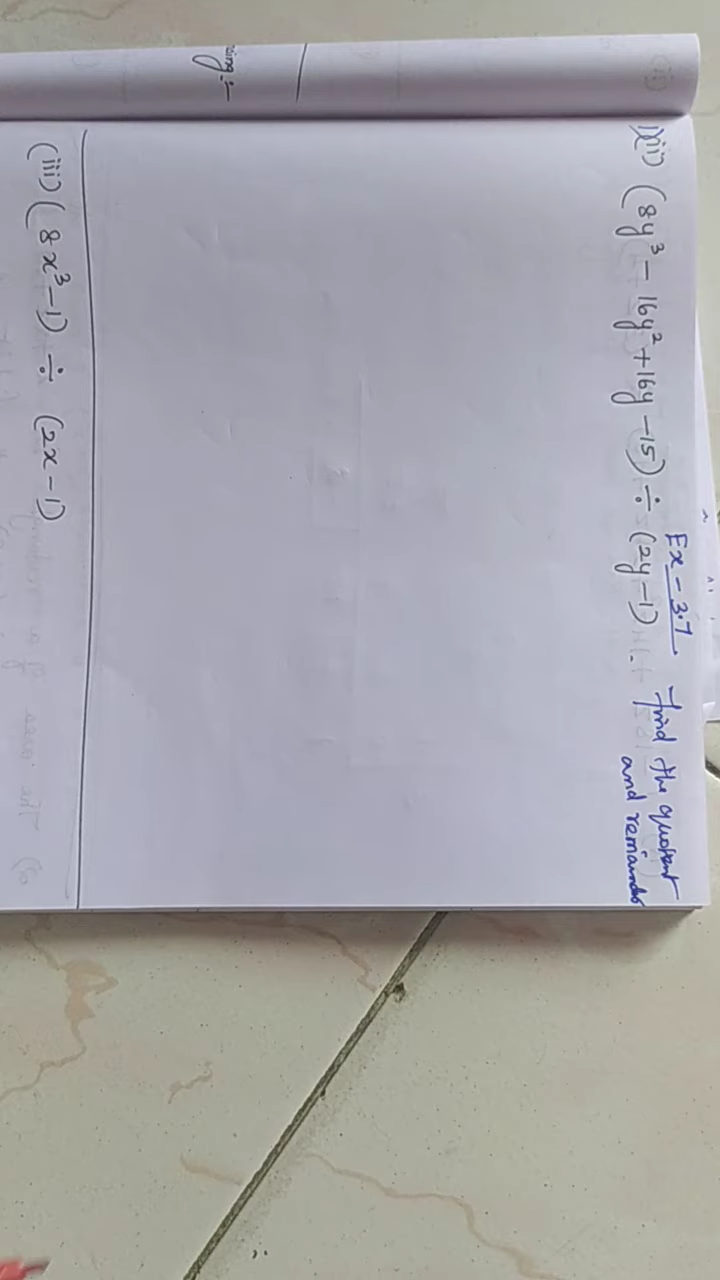 Ex - 3.7 find the quotient
and remainder
(ii) (8y³ - 16y² + 16y - 15) ÷ (2y - 1)
(iii) (8x³ - 1) ÷ (2x - 1)